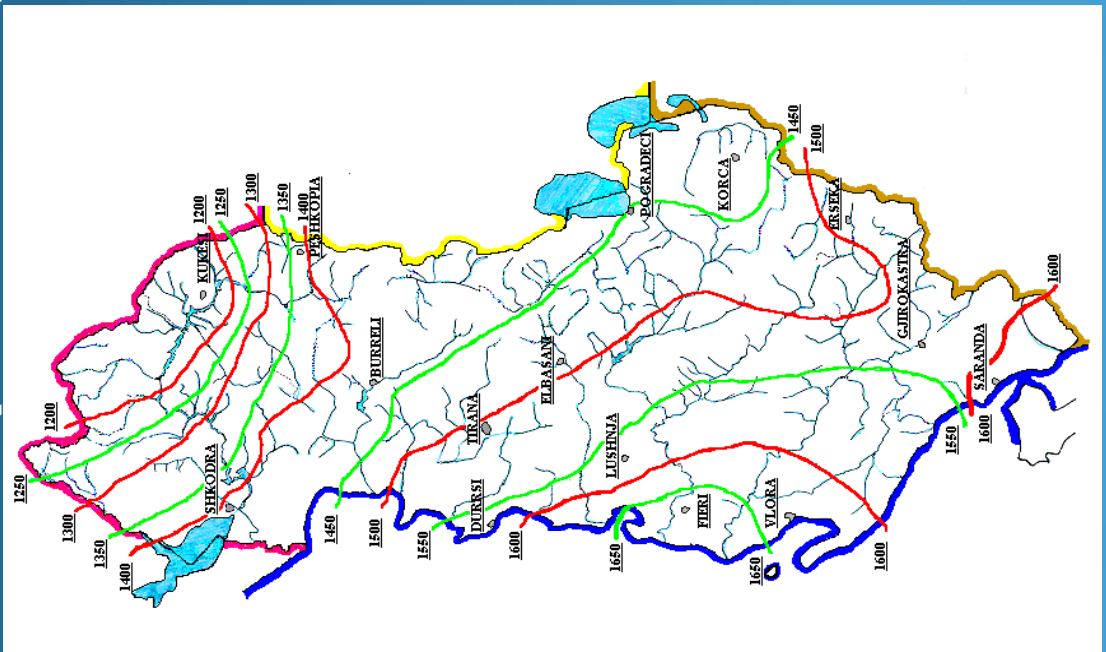 1250
1200
1300
1350
1400
SHKODRA
KUKESI
1200
1250
1300
1350
1400
PESHKOPIA
BURRELI
1450
1500
1550
TIRANA
DURRSI
1600
ELBASANI
LUSHNJA
1650
POGRADECI
KORCA
FIERI
1650
VLORA
1450
1500
ERSEKA
1600
GJIROKASTRA
1550
SARANDA
1600
1600